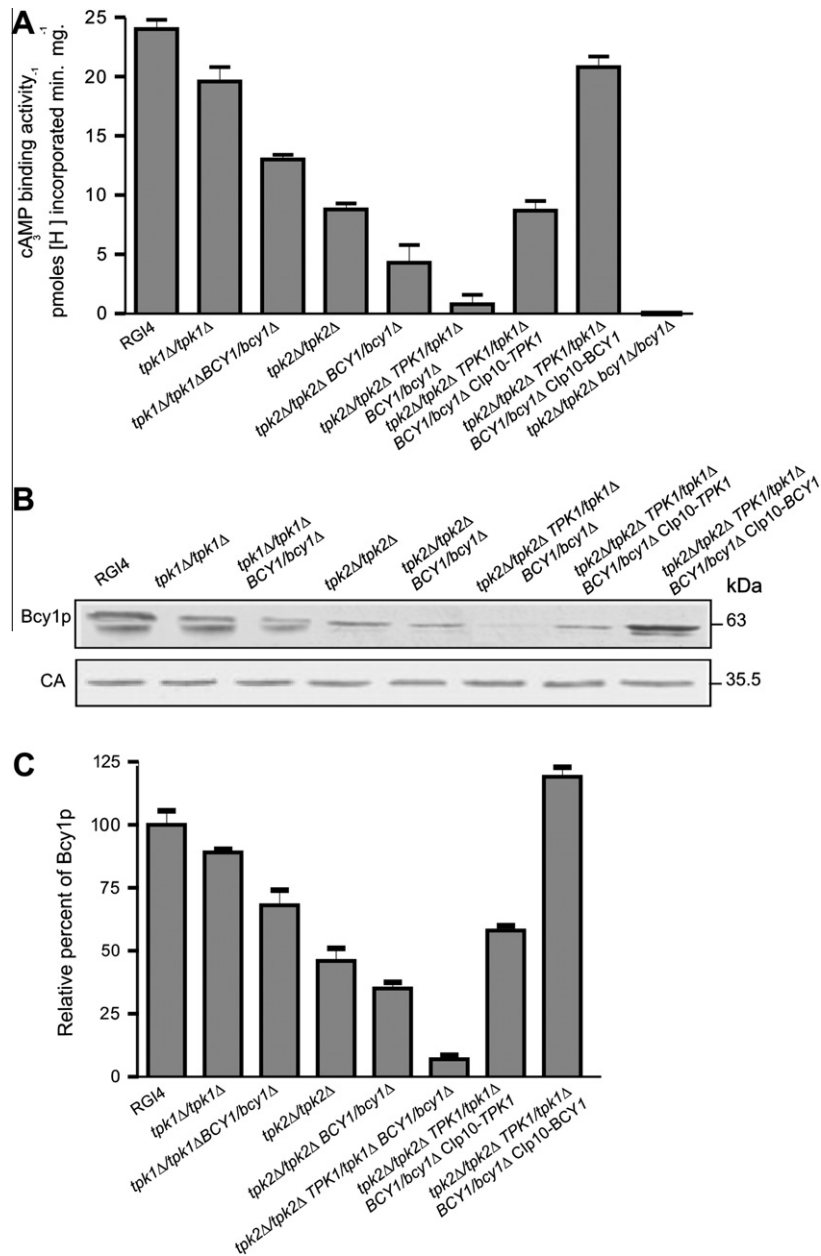 A
cAMP binding activity
pmoles [³H] incorporated min.⁻¹ mg.⁻¹
25
20
15
10
5
0
RGI4
tpk1Δ/tpk1Δ
tpk1Δ/tpk1ΔBCY1/bcy1Δ
tpk2Δ/tpk2Δ
tpk2Δ/tpk2Δ BCY1/bcy1Δ
tpk2Δ/tpk2Δ TPK1/tpk1Δ
BCY1/bcy1Δ
tpk2Δ/tpk2Δ TPK1/tpk1Δ
BCY1/bcy1Δ CIp10-TPK1
tpk2Δ/tpk2Δ TPK1/tpk1Δ
BCY1/bcy1Δ CIp10-BCY1
tpk2Δ/tpk2Δ bcy1Δ/bcy1Δ
B
RGI4
tpk1Δ/tpk1Δ
tpk1Δ/tpk1Δ
BCY1/bcy1Δ
tpk2Δ/tpk2Δ
tpk2Δ/tpk2Δ
BCY1/bcy1Δ
tpk2Δ/tpk2Δ TPK1/tpk1Δ
BCY1/bcy1Δ
tpk2Δ/tpk2Δ TPK1/tpk1Δ
BCY1/bcy1Δ CIp10-TPK1
tpk2Δ/tpk2Δ TPK1/tpk1Δ
BCY1/bcy1Δ CIp10-BCY1
kDa
Bcy1p
63
CA
35.5
C
Relative percent of Bcy1p
125
100
75
50
25
0
RGI4
tpk1Δ/tpk1Δ
tpk1Δ/tpk1ΔBCY1/bcy1Δ
tpk2Δ/tpk2Δ
tpk2Δ/tpk2Δ BCY1/bcy1Δ
tpk2Δ/tpk2Δ TPK1/tpk1Δ BCY1/bcy1Δ
tpk2Δ/tpk2Δ TPK1/tpk1Δ
BCY1/bcy1Δ CIp10-TPK1
tpk2Δ/tpk2Δ TPK1/tpk1Δ
BCY1/bcy1Δ CIp10-BCY1